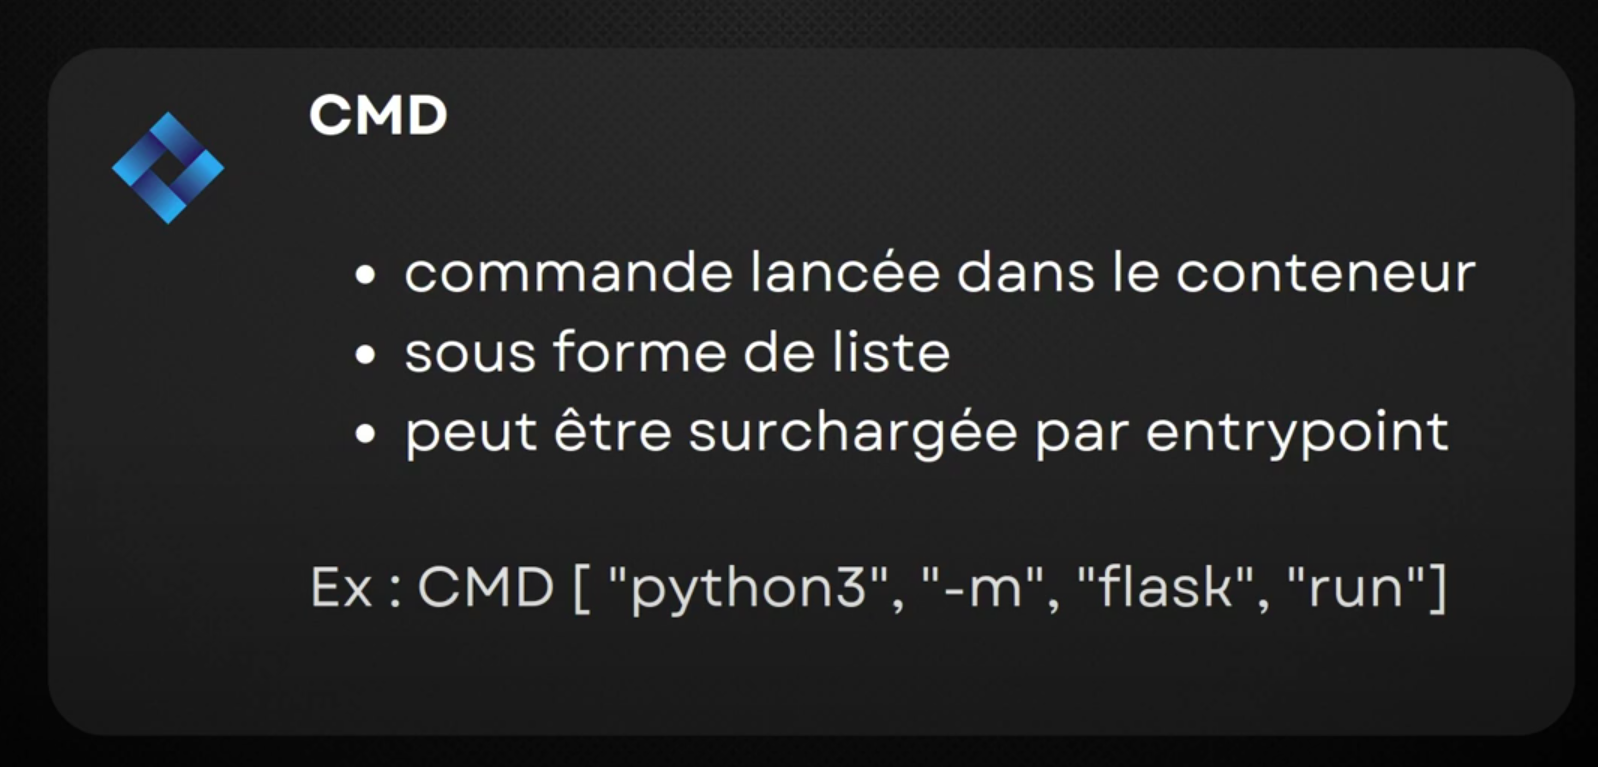 CMD
• commande lancée dans le conteneur
• sous forme de liste
• peut être surchargée par entrypoint
Ex : CMD [ "python3", "-m", "flask", "run"]